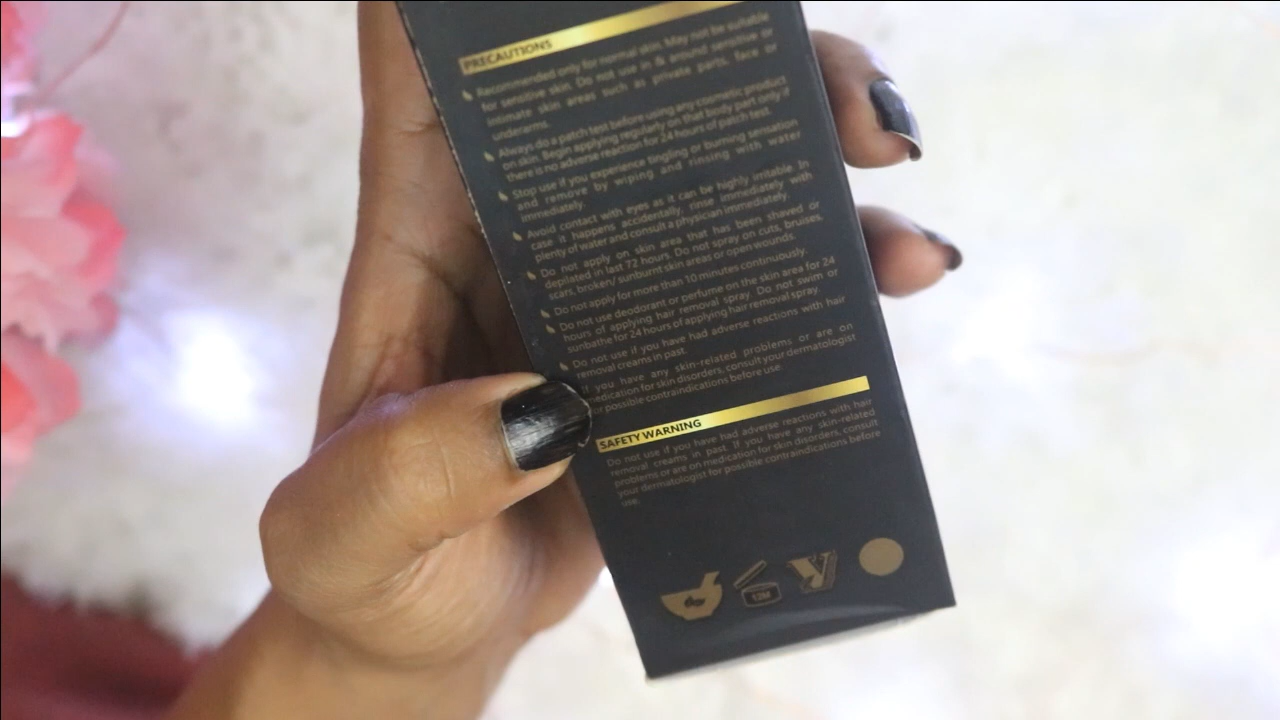 PRECAUTIONS
Recommended only for normal skin. May not be suitable
for sensitive skin. Do not use in & around sensitive or
intimate skin areas such as private parts, face or
underarms.
Always do a patch test before using any cosmetic product
on skin. Begin applying regularly on that body part only if
there is no adverse reaction for 24 hours of patch test.
Stop use if you experience tingling or burning sensation
and remove by wiping and rinsing with water
immediately.
Avoid contact with eyes as it can be highly irritable. In
case it happens accidentally, rinse immediately with
plenty of water and consult a physician immediately.
Do not apply on skin area that has been shaved or
depilated in last 72 hours. Do not spray on cuts, bruises,
scars, broken/ sunburnt skin areas or open wounds.
Do not apply for more than 10 minutes continuously.
Do not use deodorant or perfume on the skin area for 24
hours of applying hair removal spray. Do not swim or
sunbathe for 24 hours of applying hair removal spray.
Do not use if you have had adverse reactions with hair
removal creams in past.
If you have any skin-related problems or are on
medication for skin disorders, consult your dermatologist
for possible contraindications before use
SAFETY WARNING
Do not use if you have had adverse reactions with hair
removal creams in past. If you have any skin-related
problems or are on medication for skin disorders, consult
your dermatologist for possible contraindications before
use.
12M